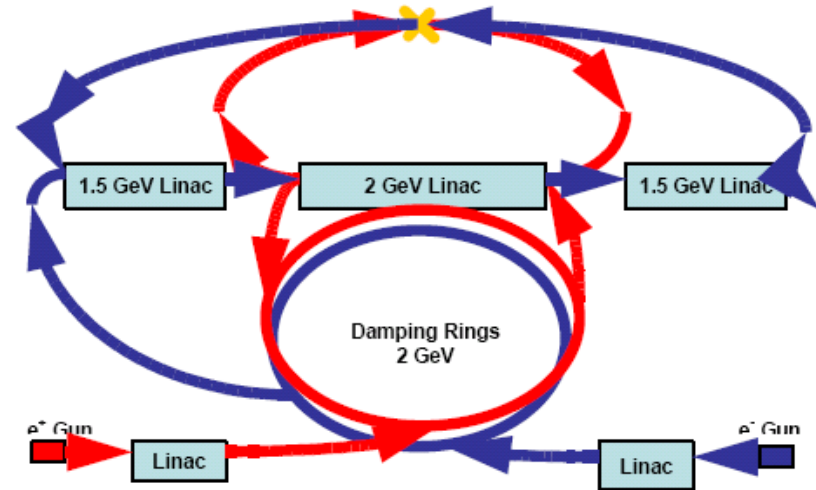 1.5 GeV Linac
2 GeV Linac
1.5 GeV Linac
Damping Rings
2 GeV
e⁺ Gun
e⁻ Gun
Linac
Linac